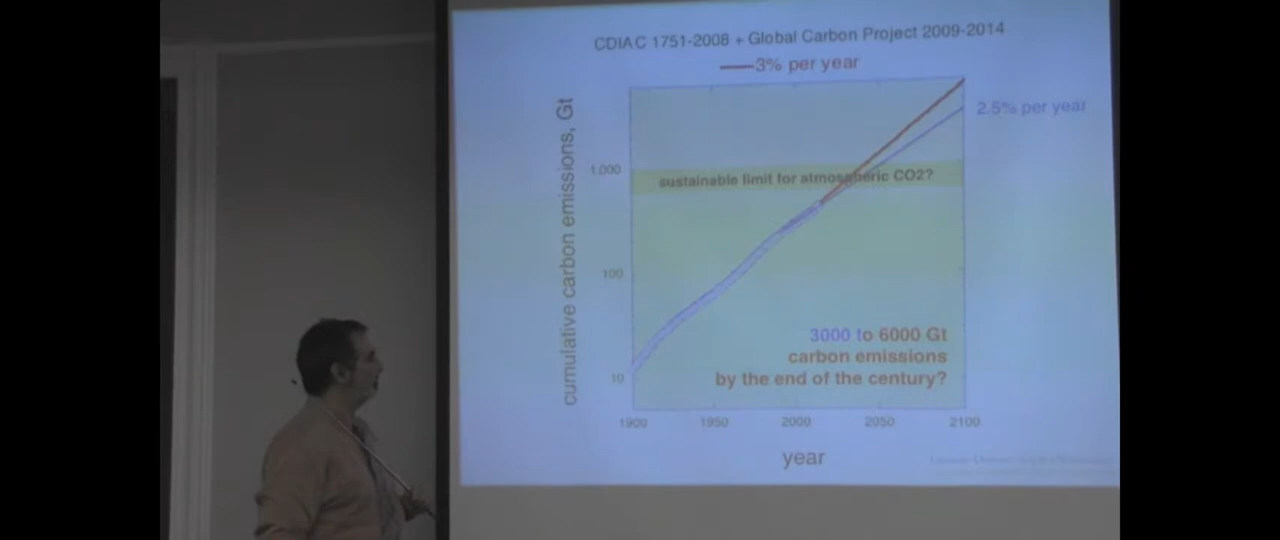 CDIAC 1751-2008 + Global Carbon Project 2009-2014
3% per year
2.5% per year
cumulative carbon emissions, Gt
1,000
sustainable limit for atmospheric CO2?
100
3000 to 6000 Gt
carbon emissions
by the end of the century?
10
1900 1950 2000 2050 2100
year